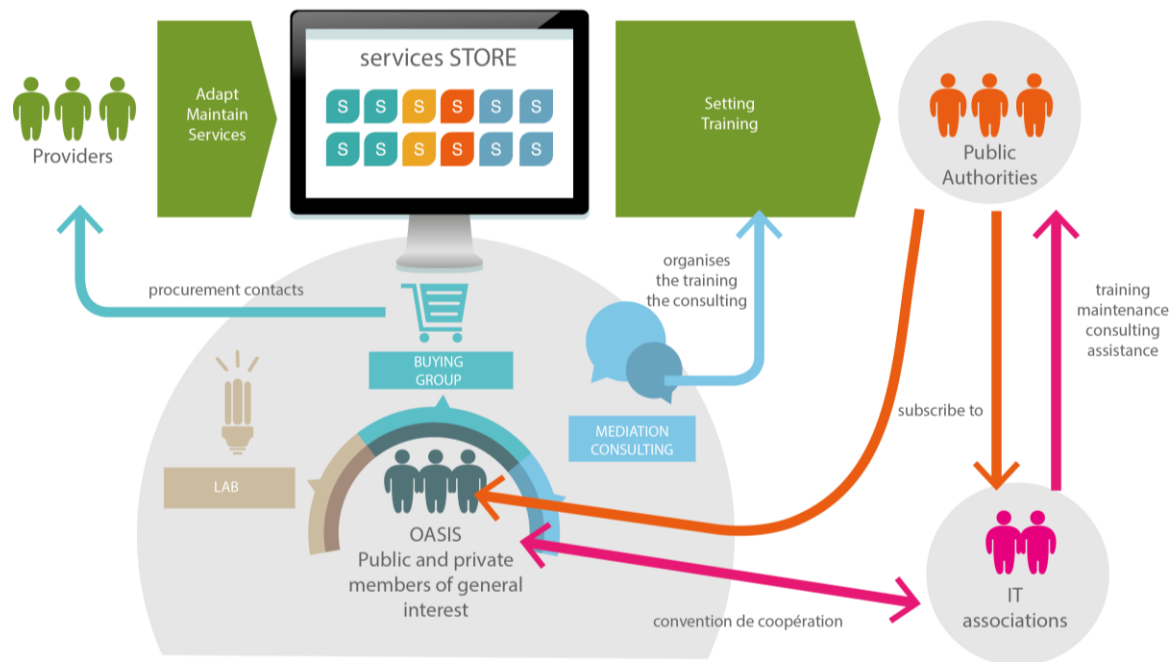 services STORE
S S S S S S
S S S S S S
Adapt
Maintain
Services
Setting
Training
Providers
Public
Authorities
procurement contacts
organises
the training
the consulting
training
maintenance
consulting
assistance
BUYING
GROUP
subscribe to
MEDIATION
CONSULTING
LAB
OASIS
Public and private
members of general
interest
IT
associations
convention de coopération